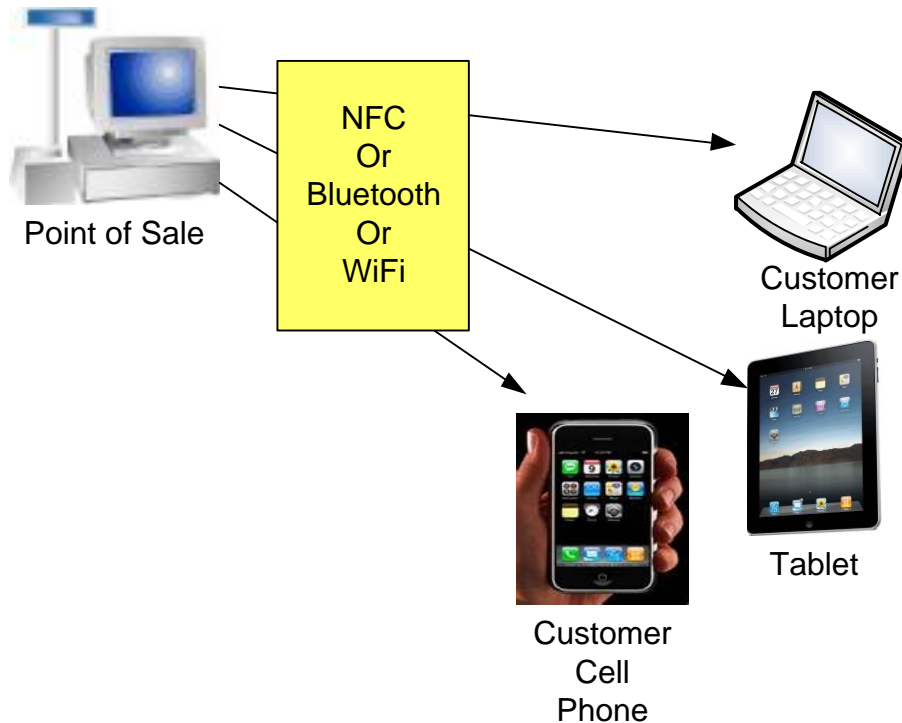 NFC
Or
Bluetooth
Or
WiFi
Point of Sale
Customer
Laptop
Tablet
Customer
Cell
Phone